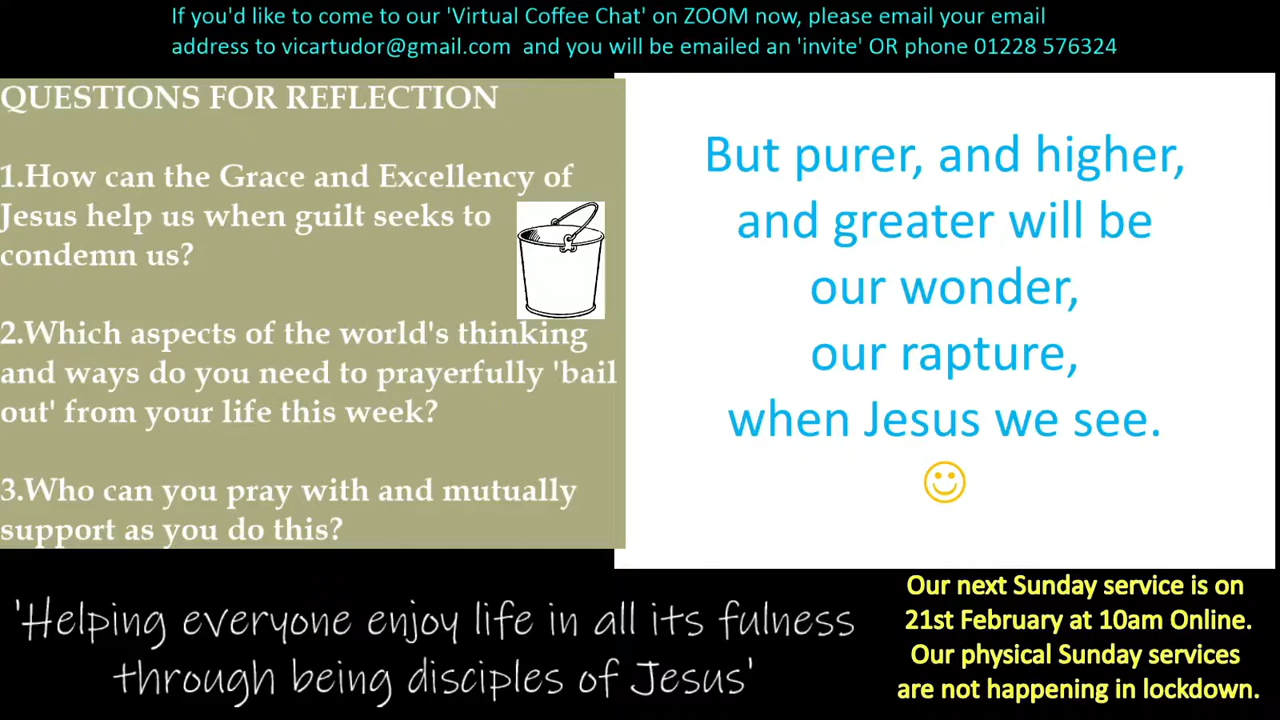 If you'd like to come to our 'Virtual Coffee Chat' on ZOOM now, please email your email
address to vicartudor@gmail.com and you will be emailed an 'invite' OR phone 01228 576324
QUESTIONS FOR REFLECTION
1.How can the Grace and Excellency of
Jesus help us when guilt seeks to
condemn us?
2.Which aspects of the world's thinking
and ways do you need to prayerfully 'bail
out' from your life this week?
3.Who can you pray with and mutually
support as you do this?
But purer, and higher,
and greater will be
our wonder,
our rapture,
when Jesus we see.
'Helping everyone enjoy life in all its fulness
through being disciples of Jesus'
Our next Sunday service is on
21st February at 10am Online.
Our physical Sunday services
are not happening in lockdown.